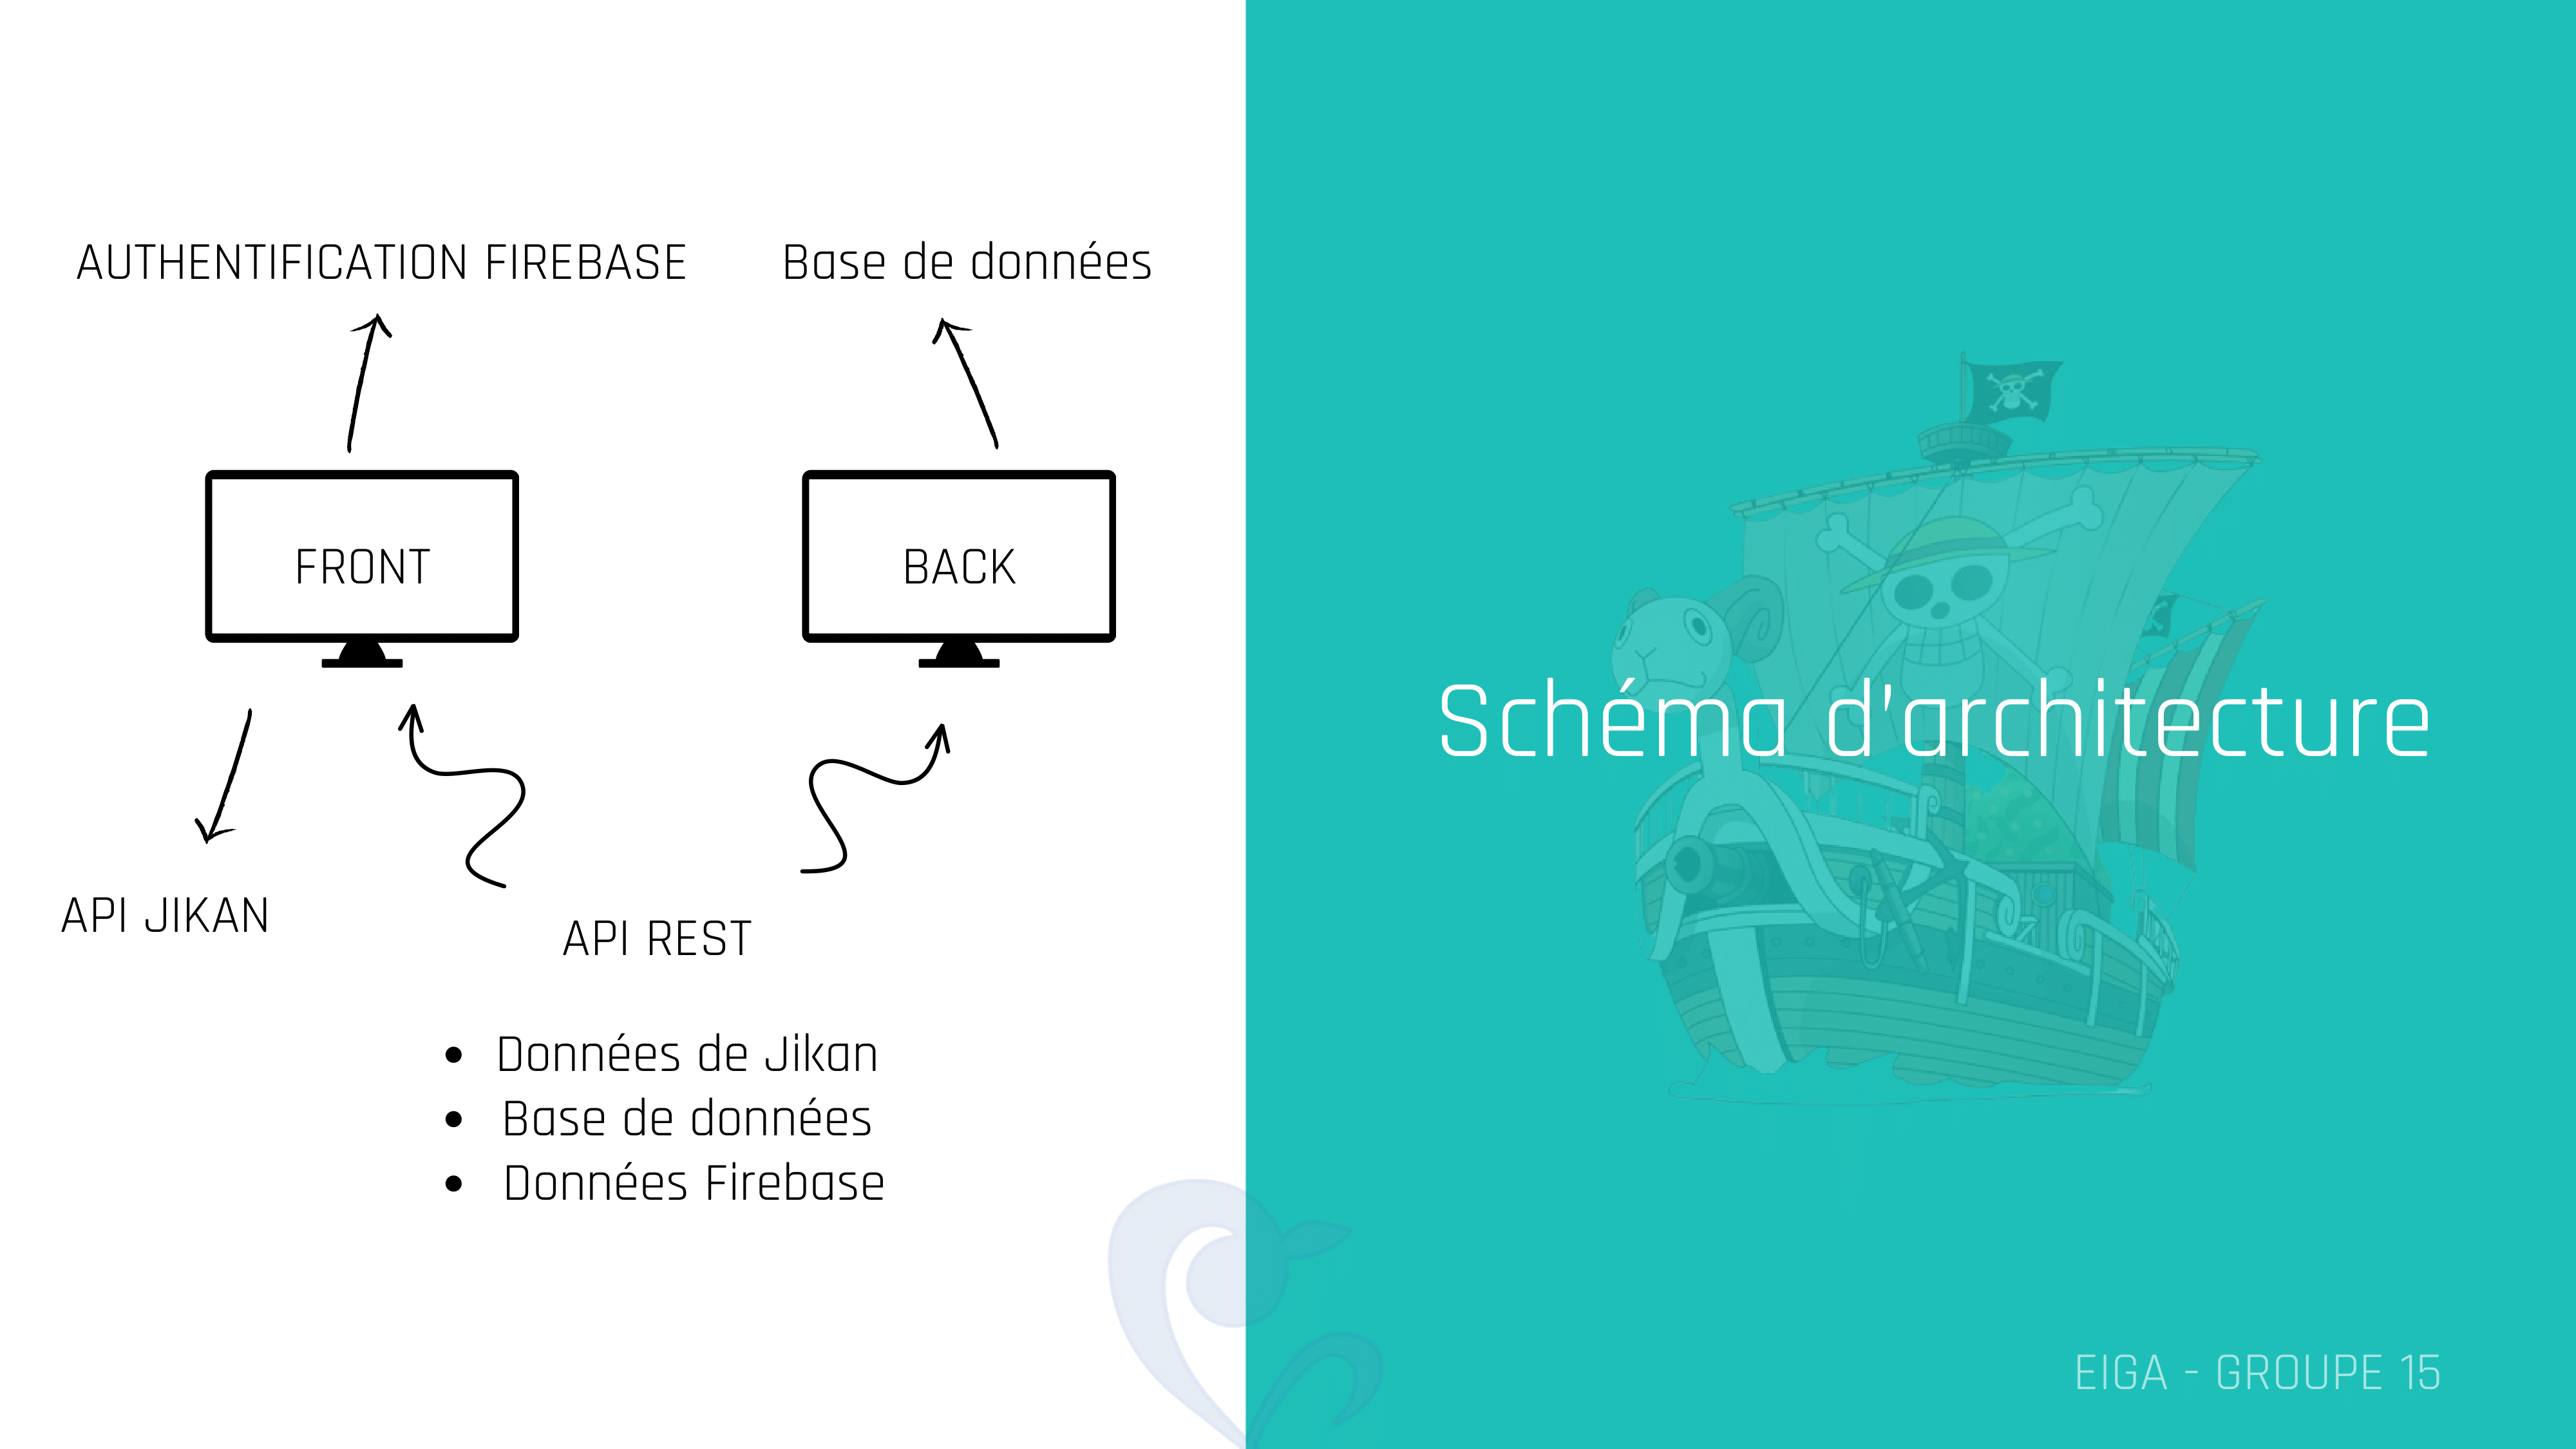 AUTHENTIFICATION FIREBASE
Base de données
FRONT
BACK
API JIKAN
API REST
• Données de Jikan
• Base de données
• Données Firebase
Schéma d'architecture
EIGA - GROUPE 15